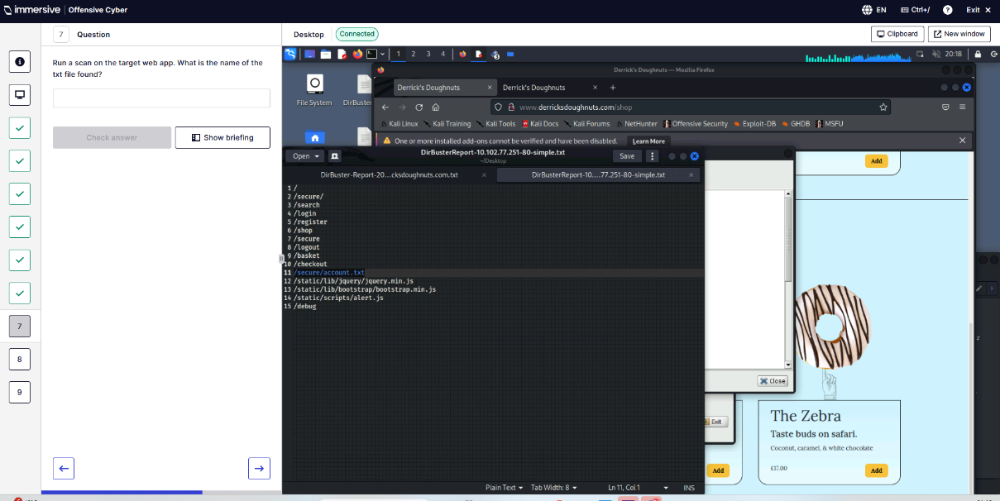 immersive | Offensive Cyber
EN
Ctrl+/
Exit ×
7 Question
Desktop Connected
Clipboard
New window
Run a scan on the target web app. What is the name of the
txt file found?
Check answer
Show briefing
7
8
9
1 2 3 4
20:18
File System
DirBuster
Derrick's Doughnuts — Mozilla Firefox
Derrick's Doughnuts ×
Derrick's Doughnuts × +
www.derricksdoughnuts.com/shop
Kali Linux Kali Training Kali Tools Kali Docs Kali Forums NetHunter Offensive Security Exploit-DB GHDB MSFU
One or more installed add-ons cannot be verified and have been disabled. Learn More
Open
DirBusterReport-10.102.77.251-80-simple.txt
~/Desktop
Save
DirBuster-Report-20...cksdoughnuts.com.txt ×
DirBusterReport-10....77.251-80-simple.txt ×
1 /
2 /secure/
3 /search
4 /login
5 /register
6 /shop
7 /secure
8 /logout
9 /basket
10 /checkout
11 /secure/account.txt
12 /static/lib/jquery/jquery.min.js
13 /static/lib/bootstrap/bootstrap.min.js
14 /static/scripts/alert.js
15 /debug
Plain Text Tab Width: 8 Ln 11, Col 1 INS
Close
Exit
Add
Add
The Zebra
Taste buds on safari.
Coconut, caramel, & white chocolate
£17.00
Add